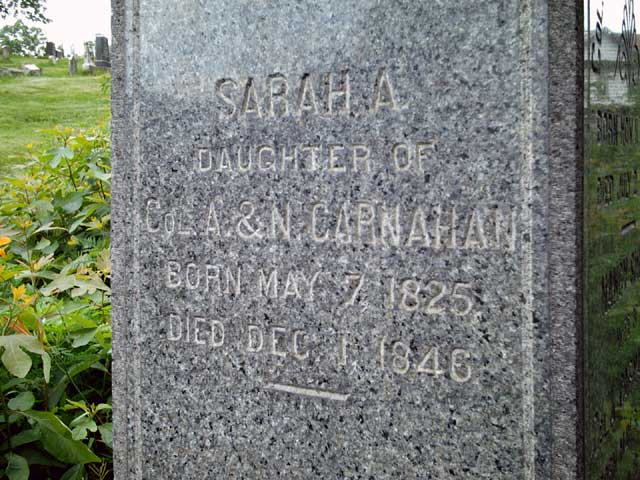 SARAH. A.
DAUGHTER OF
COL. A. & N. CARNAHAN
BORN MAY 7, 1825.
DIED DEC. 1, 1846.